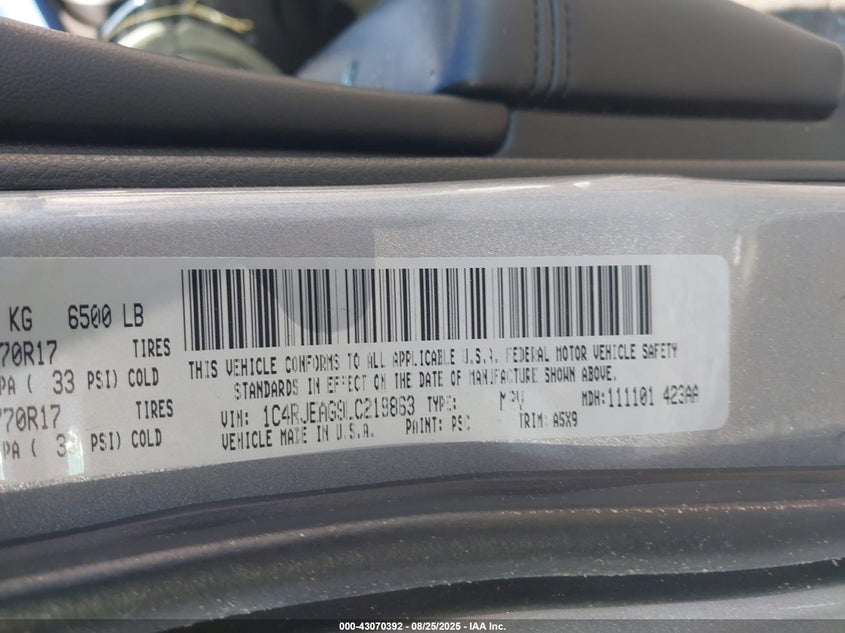 KG 6500 LB
70R17 TIRES
PA ( 33 PSI) COLD
70R17 TIRES
PA ( 33 PSI) COLD
THIS VEHICLE CONFORMS TO ALL APPLICABLE U.S.A. FEDERAL MOTOR VEHICLE SAFETY
STANDARDS IN EFFECT ON THE DATE OF MANUFACTURE SHOWN ABOVE.
VIN: 1C4RJEAG9LC219863 TYPE: MPV MDH:111101 423AA
VEHICLE MADE IN U.S.A. PAINT: PSC TRIM: A5X9
000-43070392 - 08/25/2025 - IAA Inc.